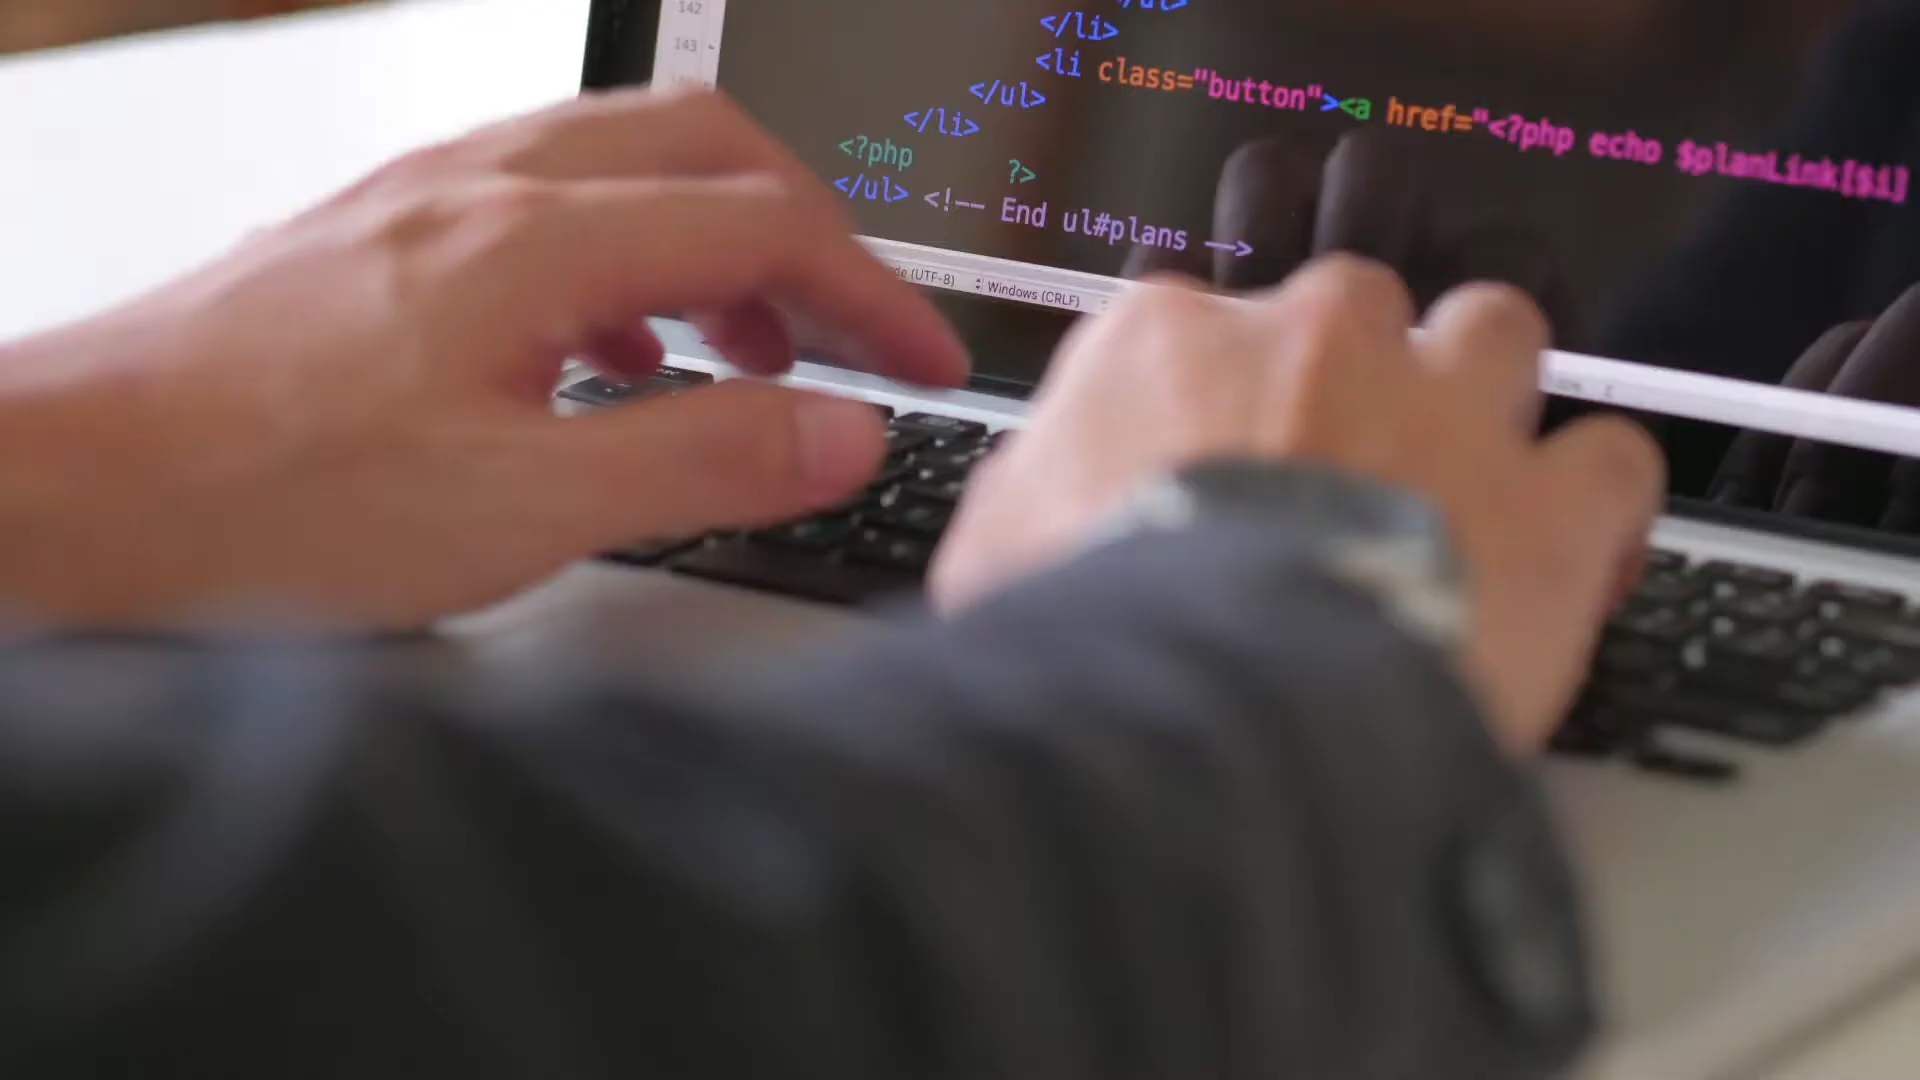 142
</ul>
</li>
143
<li class="button"><a href="<?php echo $planLink[$i]
</ul>
</li>
<?php ?>
</ul> <!-- End ul#plans -->
(UTF-8) Windows (CRLF)